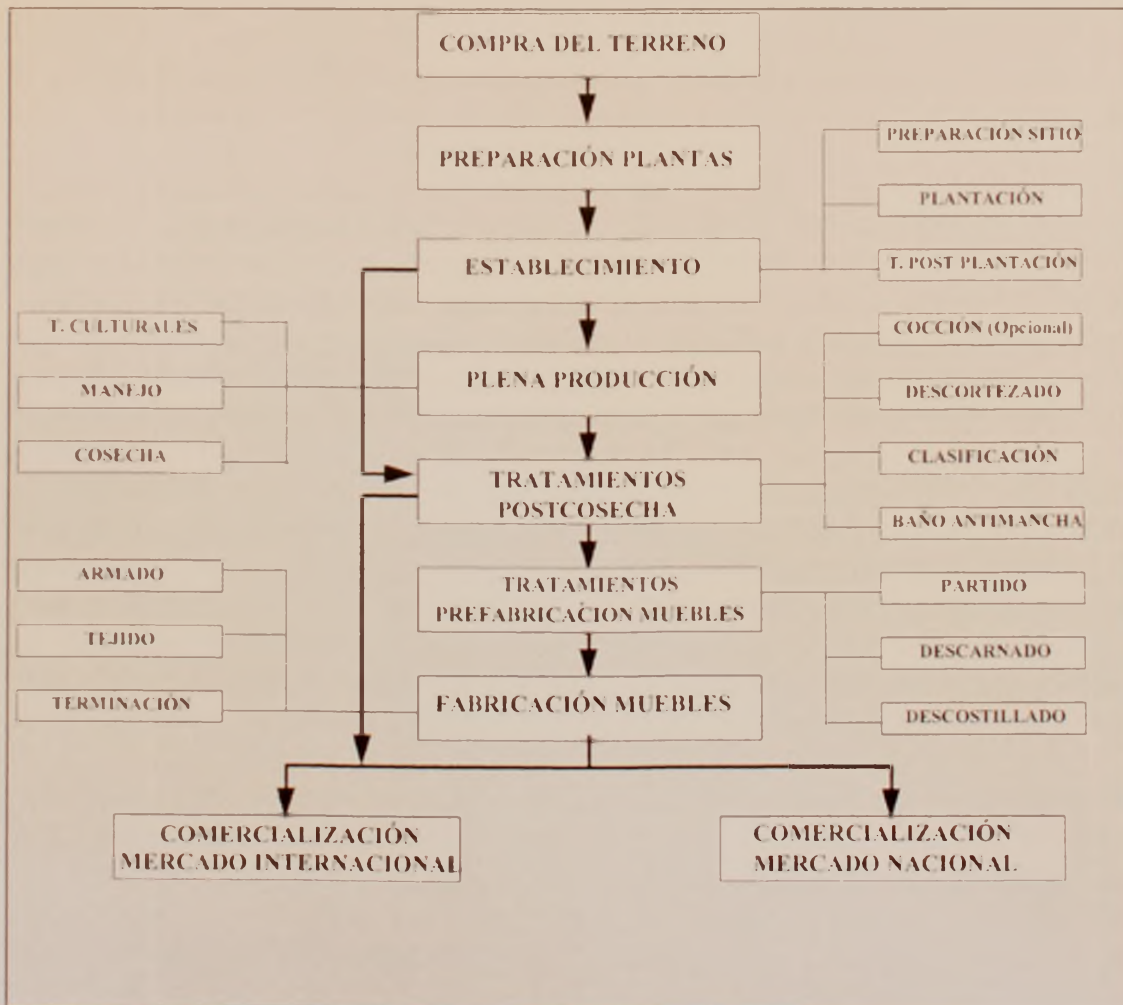 COMPRA DEL TERRENO
PREPARACIÓN PLANTAS
PREPARACIÓN SITIO
PLANTACIÓN
T. POST PLANTACIÓN
ESTABLECIMIENTO
T. CULTURALES
MANEJO
COSECHA
PLENA PRODUCCIÓN
COCCIÓN (Opcional)
DESCORTEZADO
CLASIFICACIÓN
BAÑO ANTIMANCHA
TRATAMIENTOS
POSTCOSECHA
TRATAMIENTOS
PREFABRICACION MUEBLES
PARTIDO
DESCARNADO
DESCOSTILLADO
ARMADO
TEJIDO
TERMINACIÓN
FABRICACIÓN MUEBLES
COMERCIALIZACIÓN
MERCADO INTERNACIONAL
COMERCIALIZACIÓN
MERCADO NACIONAL